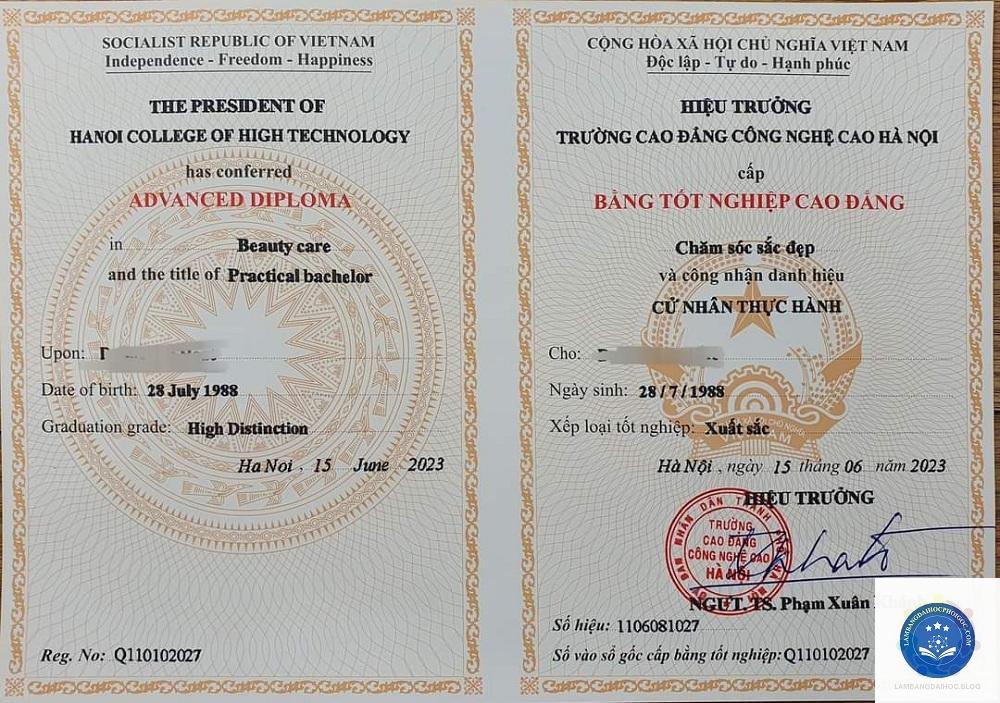 SOCIALIST REPUBLIC OF VIETNAM
Independence - Freedom - Happiness
THE PRESIDENT OF
HANOI COLLEGE OF HIGH TECHNOLOGY
has conferred
ADVANCED DIPLOMA
in Beauty care
and the title of Practical bachelor
Upon:
Date of birth: 28 July 1988
Graduation grade: High Distinction
Ha Noi , 15 June 2023
Reg. No: Q110102027
CỘNG HÒA XÃ HỘI CHỦ NGHĨA VIỆT NAM
Độc lập - Tự do - Hạnh phúc
HIỆU TRƯỞNG
TRƯỜNG CAO ĐẲNG CÔNG NGHỆ CAO HÀ NỘI
cấp
BẰNG TỐT NGHIỆP CAO ĐẲNG
Chăm sóc sắc đẹp
và công nhận danh hiệu
CỬ NHÂN THỰC HÀNH
Cho:
Ngày sinh: 28 / 7 / 1988
Xếp loại tốt nghiệp: Xuất sắc
Hà Nội , ngày 15 tháng 06 năm 2023
HIỆU TRƯỞNG
TRƯỜNG
CAO ĐẲNG
CÔNG NGHỆ CAO
HÀ NỘI
NGƯT. TS. Phạm Xuân
Số hiệu: 1106081027
Số vào sổ gốc cấp bằng tốt nghiệp: Q110102027
LAMBANGDAIHOCPHOIGOC.COM
LAMBANGDAIHOC.BLOG